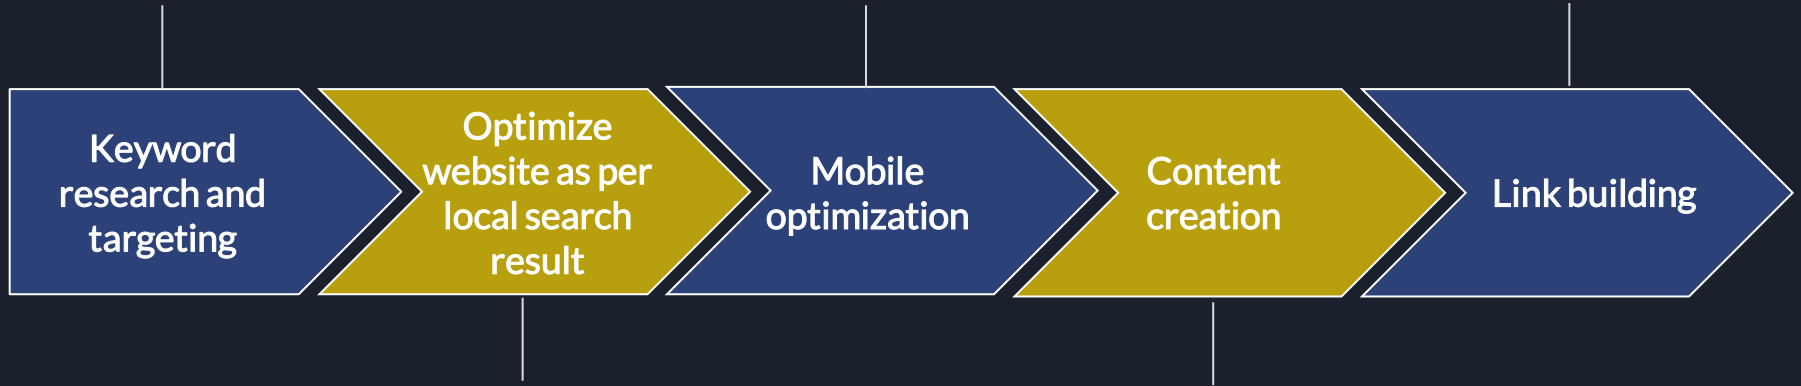 Keyword
research and
targeting
Optimize
website as per
local search
result
Mobile
optimization
Content
creation
Link building